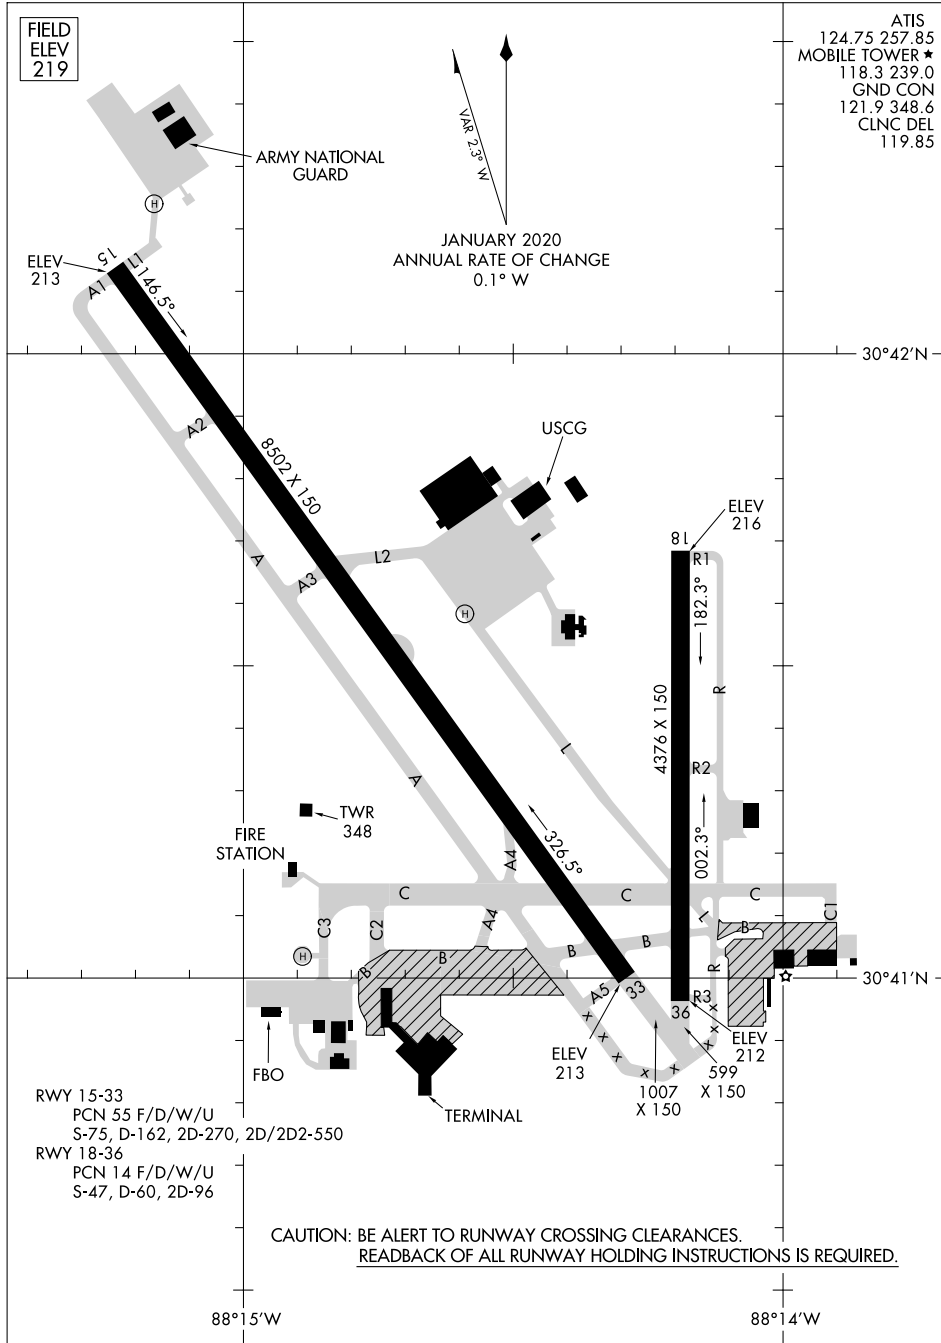 FIELD
ELEV
219
ATIS
124.75 257.85
MOBILE TOWER ★
118.3 239.0
GND CON
121.9 348.6
CLNC DEL
119.85
VAR 2.3° W
JANUARY 2020
ANNUAL RATE OF CHANGE
0.1° W
ARMY NATIONAL
GUARD
H
ELEV
213
15
L1
A1
146.5°
30°42'N
A2
8502 X 150
USCG
ELEV
216
18
R1
A
A3
L2
H
182.3°
R
4376 X 150
L
R2
A
TWR
348
FIRE
STATION
002.3°
326.5°
A4
C
C
C
C1
C3
C2
A4
L
B
B
B
B
B
H
R
30°41'N
A5
33
R3
36
ELEV
212
ELEV
213
599
X 150
1007
X 150
x
x
x
x
x
x
x
x
x
FBO
TERMINAL
RWY 15-33
PCN 55 F/D/W/U
S-75, D-162, 2D-270, 2D/2D2-550
RWY 18-36
PCN 14 F/D/W/U
S-47, D-60, 2D-96
CAUTION: BE ALERT TO RUNWAY CROSSING CLEARANCES.
READBACK OF ALL RUNWAY HOLDING INSTRUCTIONS IS REQUIRED.
88°15'W
88°14'W